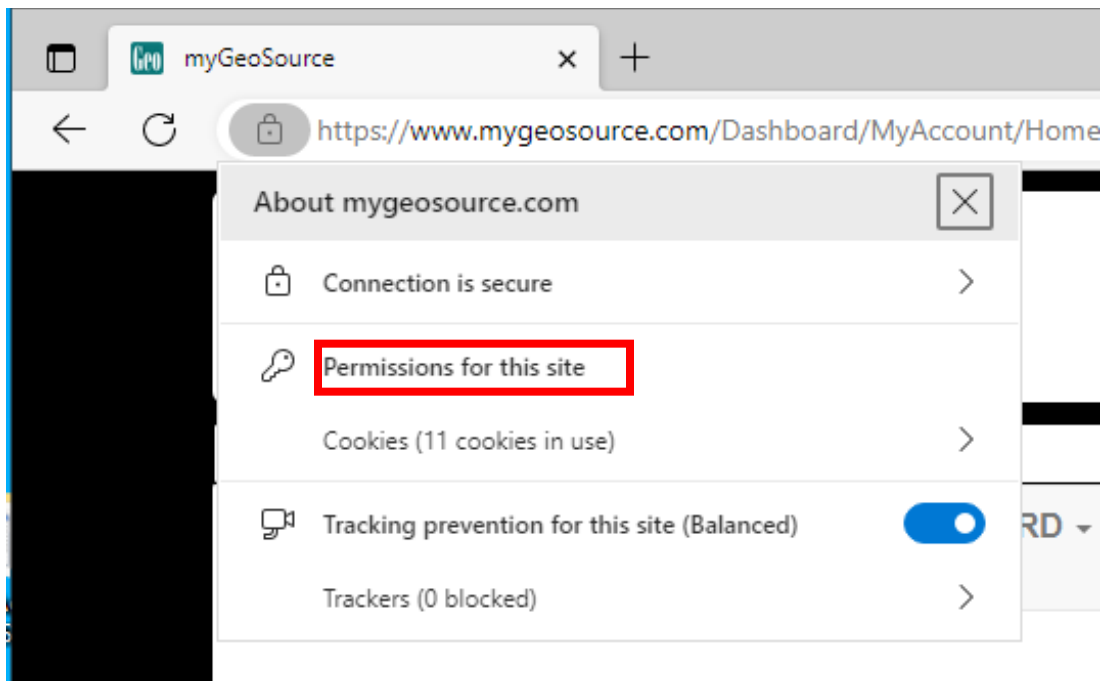 Geo myGeoSource
https://www.mygeosource.com/Dashboard/MyAccount/Home
About mygeosource.com
Connection is secure
Permissions for this site
Cookies (11 cookies in use)
Tracking prevention for this site (Balanced)
RD
Trackers (0 blocked)